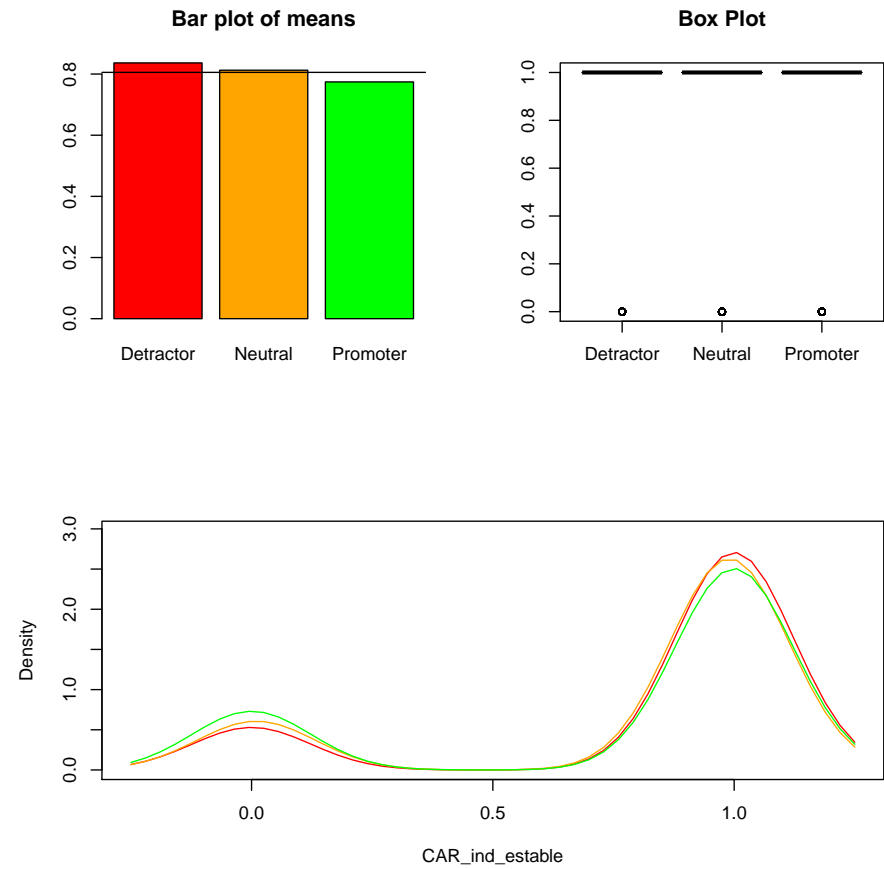 Bar plot of means
0.0 0.2 0.4 0.6 0.8
Detractor Neutral Promoter
Box Plot
0.0 0.2 0.4 0.6 0.8 1.0
Detractor Neutral Promoter
Density
0.0 1.0 2.0 3.0
0.0 0.5 1.0
CAR_ind_estable